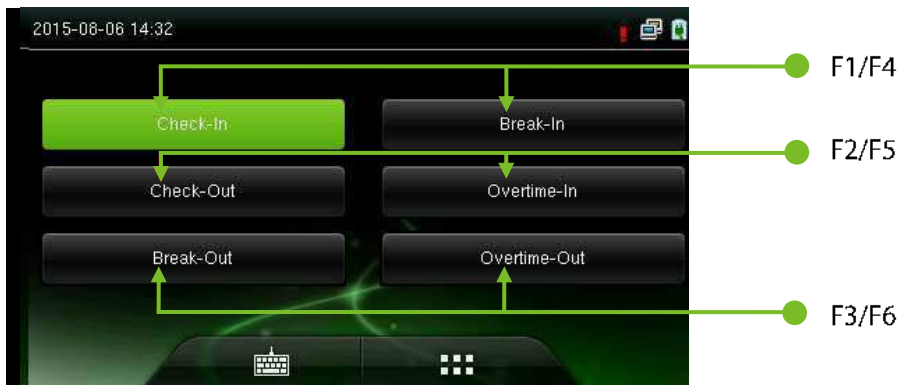 2015-08-06 14:32
F1/F4
Check-In
Break-In
F2/F5
Check-Out
Overtime-In
Break-Out
Overtime-Out
F3/F6